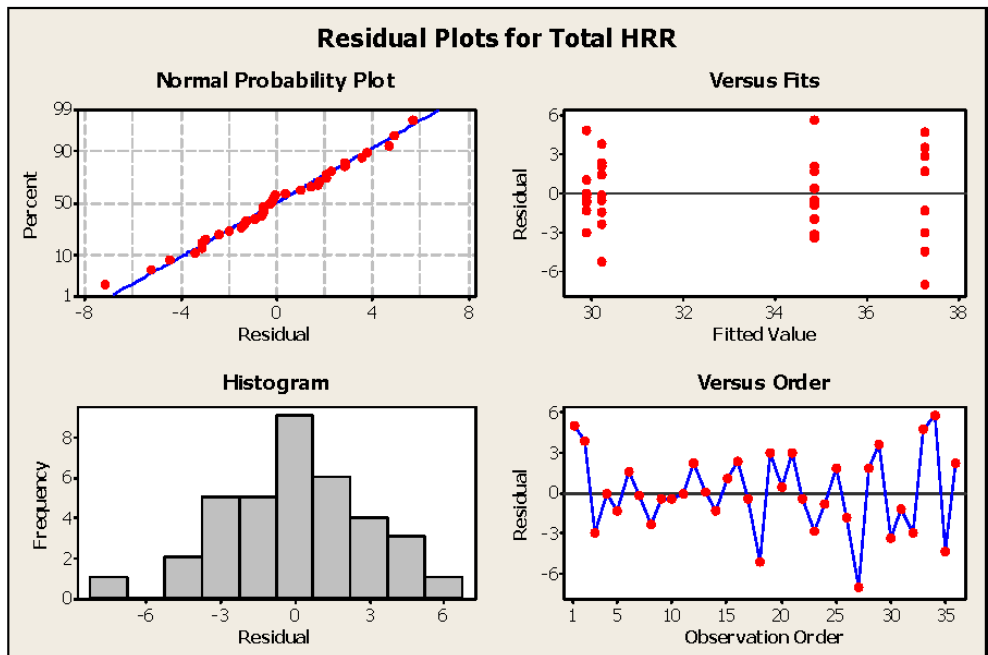 Residual Plots for Total HRR
Normal Probability Plot
99
90
50
10
1
Percent
-8 -4 0 4 8
Residual
Versus Fits
6
3
0
-3
-6
Residual
30 32 34 36 38
Fitted Value
Histogram
8
6
4
2
0
Frequency
-6 -3 0 3 6
Residual
Versus Order
6
3
0
-3
-6
Residual
1 5 10 15 20 25 30 35
Observation Order